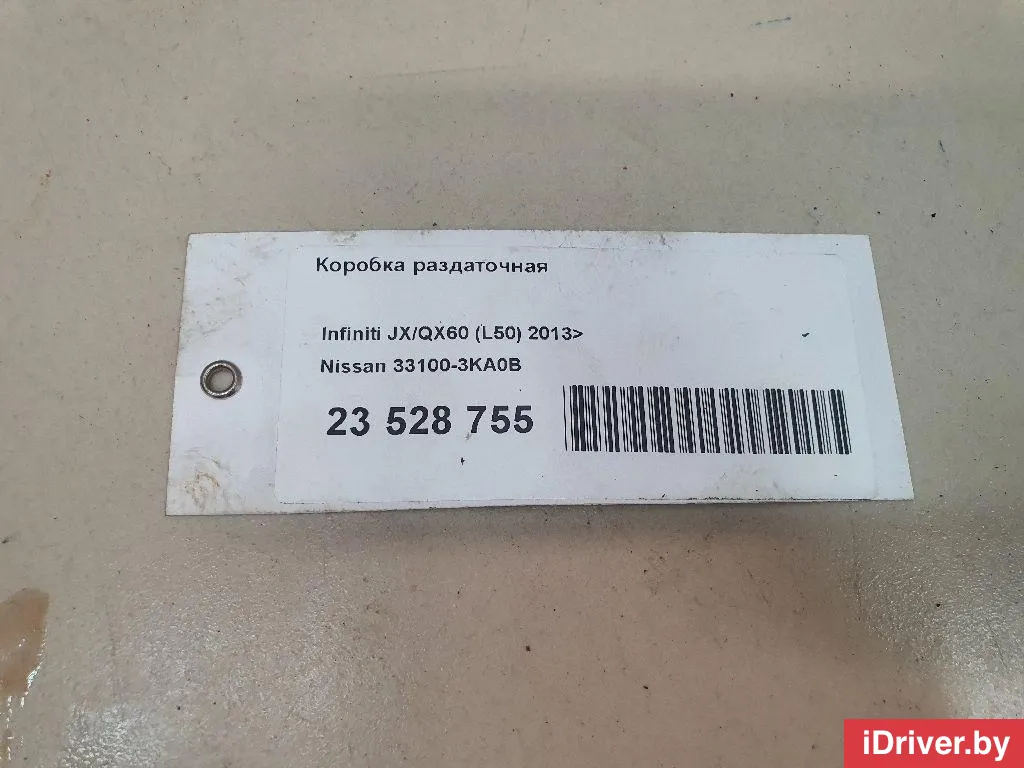 Коробка раздаточная
Infiniti JX/QX60 (L50) 2013>
Nissan 33100-3KA0B
23 528 755
iDriver.by